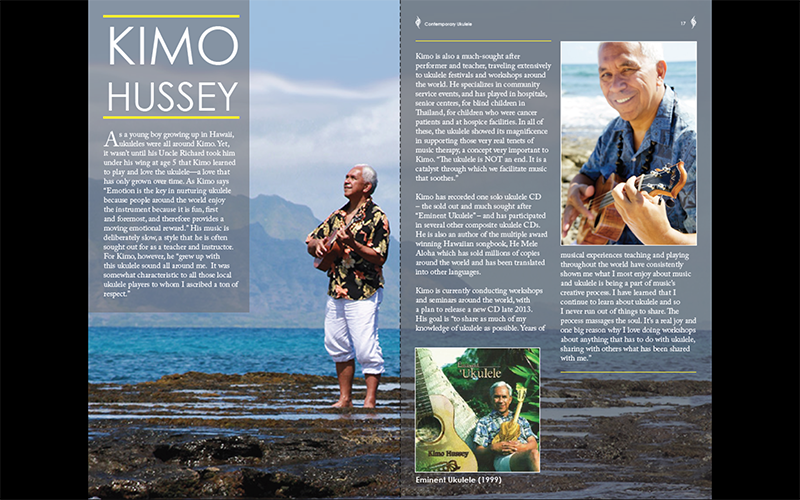 KIMO
HUSSEY
As a young boy growing up in Hawaii,
ukuleles were all around Kimo. Yet,
it wasn't until his Uncle Richard took him
under his wing at age 5 that Kimo learned
to play and love the ukulele—a love that
has only grown over time. As Kimo says
"Emotion is the key in nurturing ukulele
because people around the world enjoy
the instrument because it is fun, first
and foremost, and therefore provides a
moving emotional reward." His music is
deliberately slow, a style that he is often
sought out for as a teacher and instructor.
For Kimo, however, he "grew up with
this ukulele sound all around me. It was
somewhat characteristic to all those local
ukulele players to whom I ascribed a ton of
respect."
Contemporary Ukulele
17
Kimo is also a much-sought after
performer and teacher, traveling extensively
to ukulele festivals and workshops around
the world. He specializes in community
service events, and has played in hospitals,
senior centers, for blind children in
Thailand, for children who were cancer
patients and at hospice facilities. In all of
these, the ukulele showed its magnificence
in supporting those very real tenets of
music therapy, a concept very important to
Kimo. "The ukulele is NOT an end. It is a
catalyst through which we facilitate music
that soothes."
Kimo has recorded one solo ukulele CD
– the sold out and much sought after
"Eminent Ukulele" – and has participated
in several other composite ukulele CDs.
He is also an author of the multiple award
winning Hawaiian songbook, He Mele
Aloha which has sold millions of copies
around the world and has been translated
into other languages.
Kimo is currently conducting workshops
and seminars around the world, with
a plan to release a new CD late 2013.
His goal is "to share as much of my
knowledge of ukulele as possible. Years of
'Ukulele
Kimo Hussey
Eminent Ukulele (1999)
musical experiences teaching and playing
throughout the world have consistently
shown me what I most enjoy about music
and ukulele is being a part of music's
creative process. I have learned that I
continue to learn about ukulele and so
I never run out of things to share. The
process massages the soul. It's a real joy and
one big reason why I love doing workshops
about anything that has to do with ukulele,
sharing with others what has been shared
with me."